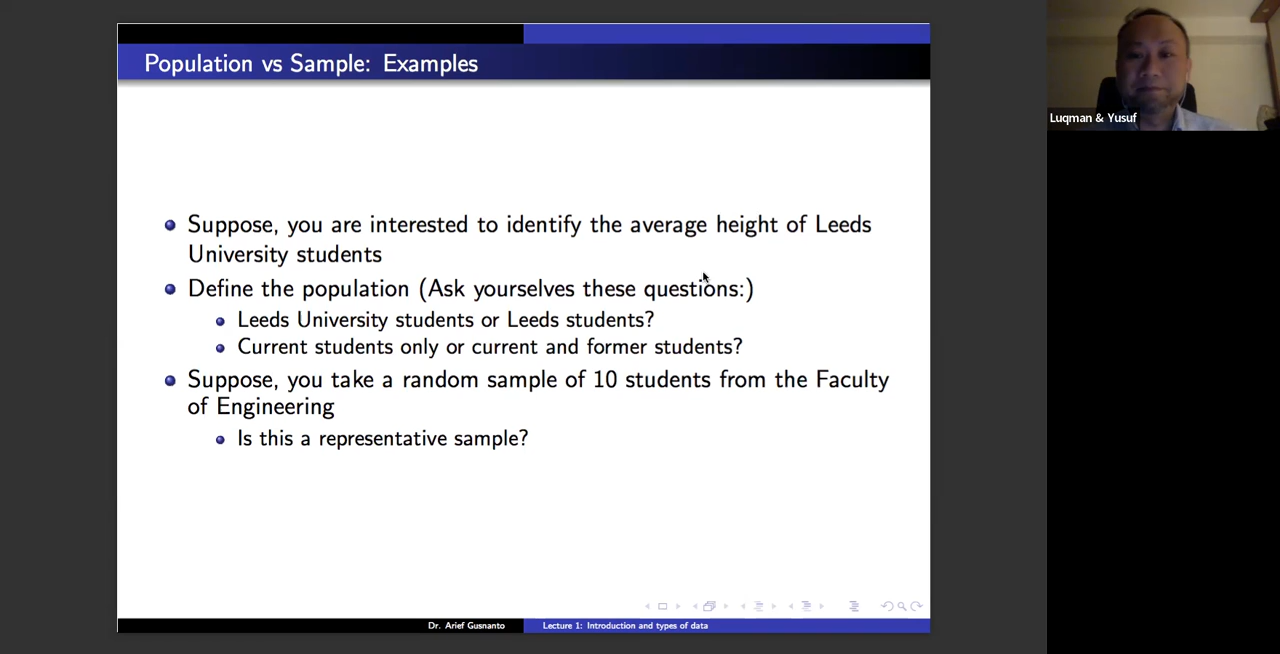 Population vs Sample: Examples
Suppose, you are interested to identify the average height of Leeds
University students
Define the population (Ask yourselves these questions:)
Leeds University students or Leeds students?
Current students only or current and former students?
Suppose, you take a random sample of 10 students from the Faculty
of Engineering
Is this a representative sample?
Dr. Arief Gusnanto
Lecture 1: Introduction and types of data
Luqman & Yusuf